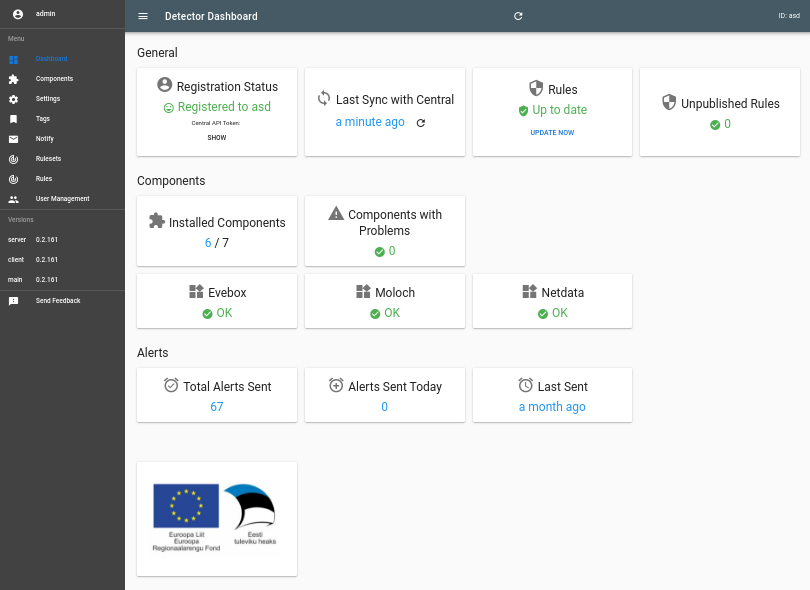 admin
Menu
Dashboard
Components
Settings
Tags
Notify
Rulesets
Rules
User Management
Versions
server 0.2.161
client 0.2.161
main 0.2.161
Send Feedback
Detector Dashboard
ID: asd
General
Registration Status
Registered to asd
Central API Token:
SHOW
Last Sync with Central
a minute ago
Rules
Up to date
UPDATE NOW
Unpublished Rules
0
Components
Installed Components
6 / 7
Components with
Problems
0
Evebox
OK
Moloch
OK
Netdata
OK
Alerts
Total Alerts Sent
67
Alerts Sent Today
0
Last Sent
a month ago
Euroopa Liit
Euroopa
Regionaalarengu Fond
Eesti
tuleviku heaks